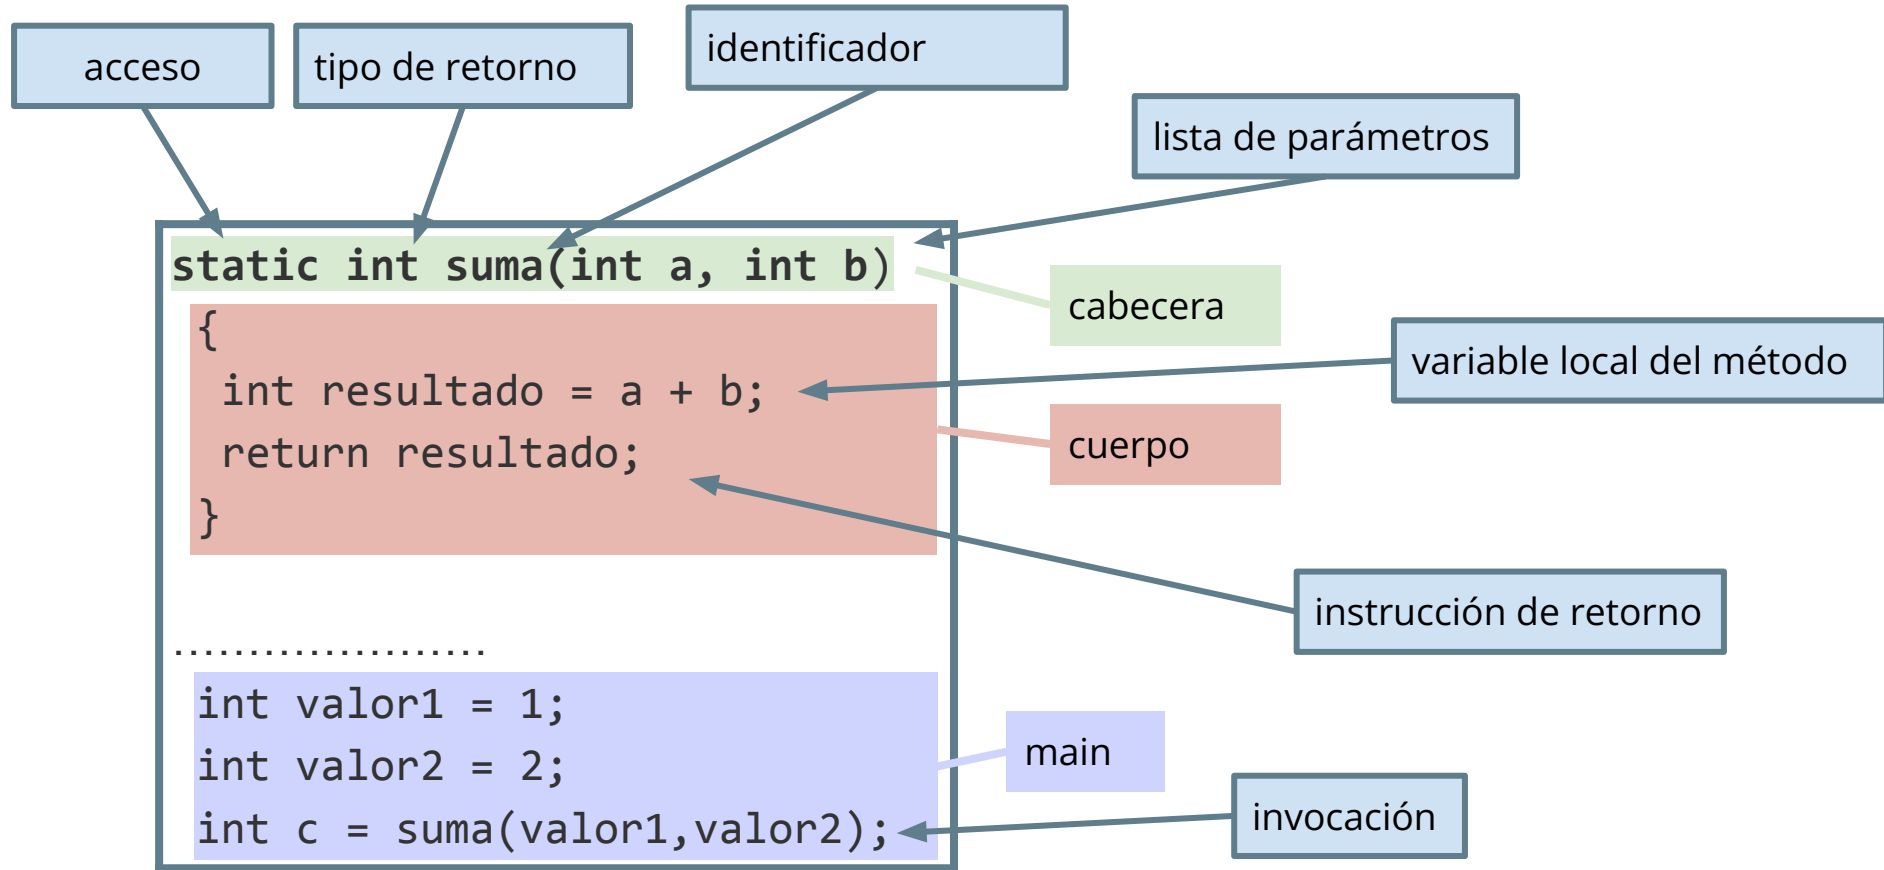 identificador
acceso
tipo de retorno
lista de parámetros
static int suma(int a, int b)
cabecera
{
variable local del método
int resultado = a + b;
cuerpo
return resultado;
}
instrucción de retorno
.....................
int valor1 = 1;
main
int valor2 = 2;
invocación
int c = suma(valor1,valor2);